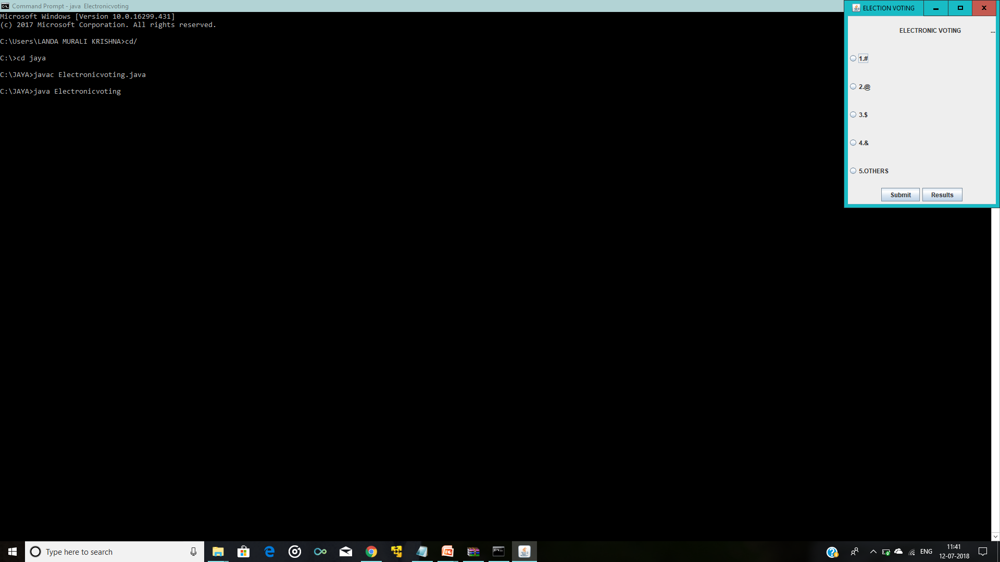 Command Prompt - java  Electronicvoting
Microsoft Windows [Version 10.0.16299.431]
(c) 2017 Microsoft Corporation. All rights reserved.
C:\Users\LANDA MURALI KRISHNA>cd/
C:\>cd jaya
C:\JAYA>javac Electronicvoting.java
C:\JAYA>java Electronicvoting
ELECTION VOTING
ELECTRONIC VOTING ...
1.#
2.@
3.$
4.&
5.OTHERS
Submit Results
Type here to search
ENG
11:41
12-07-2018